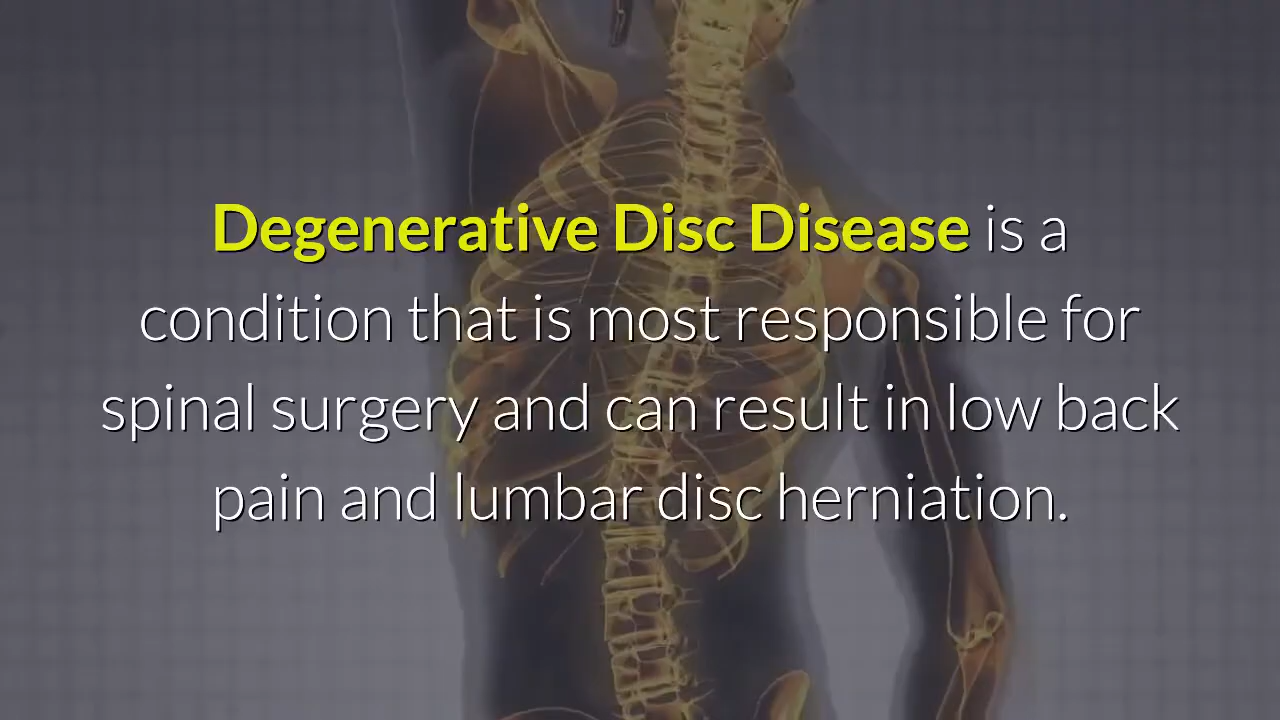 Degenerative Disc Disease is a
condition that is most responsible for
spinal surgery and can result in low back
pain and lumbar disc herniation.